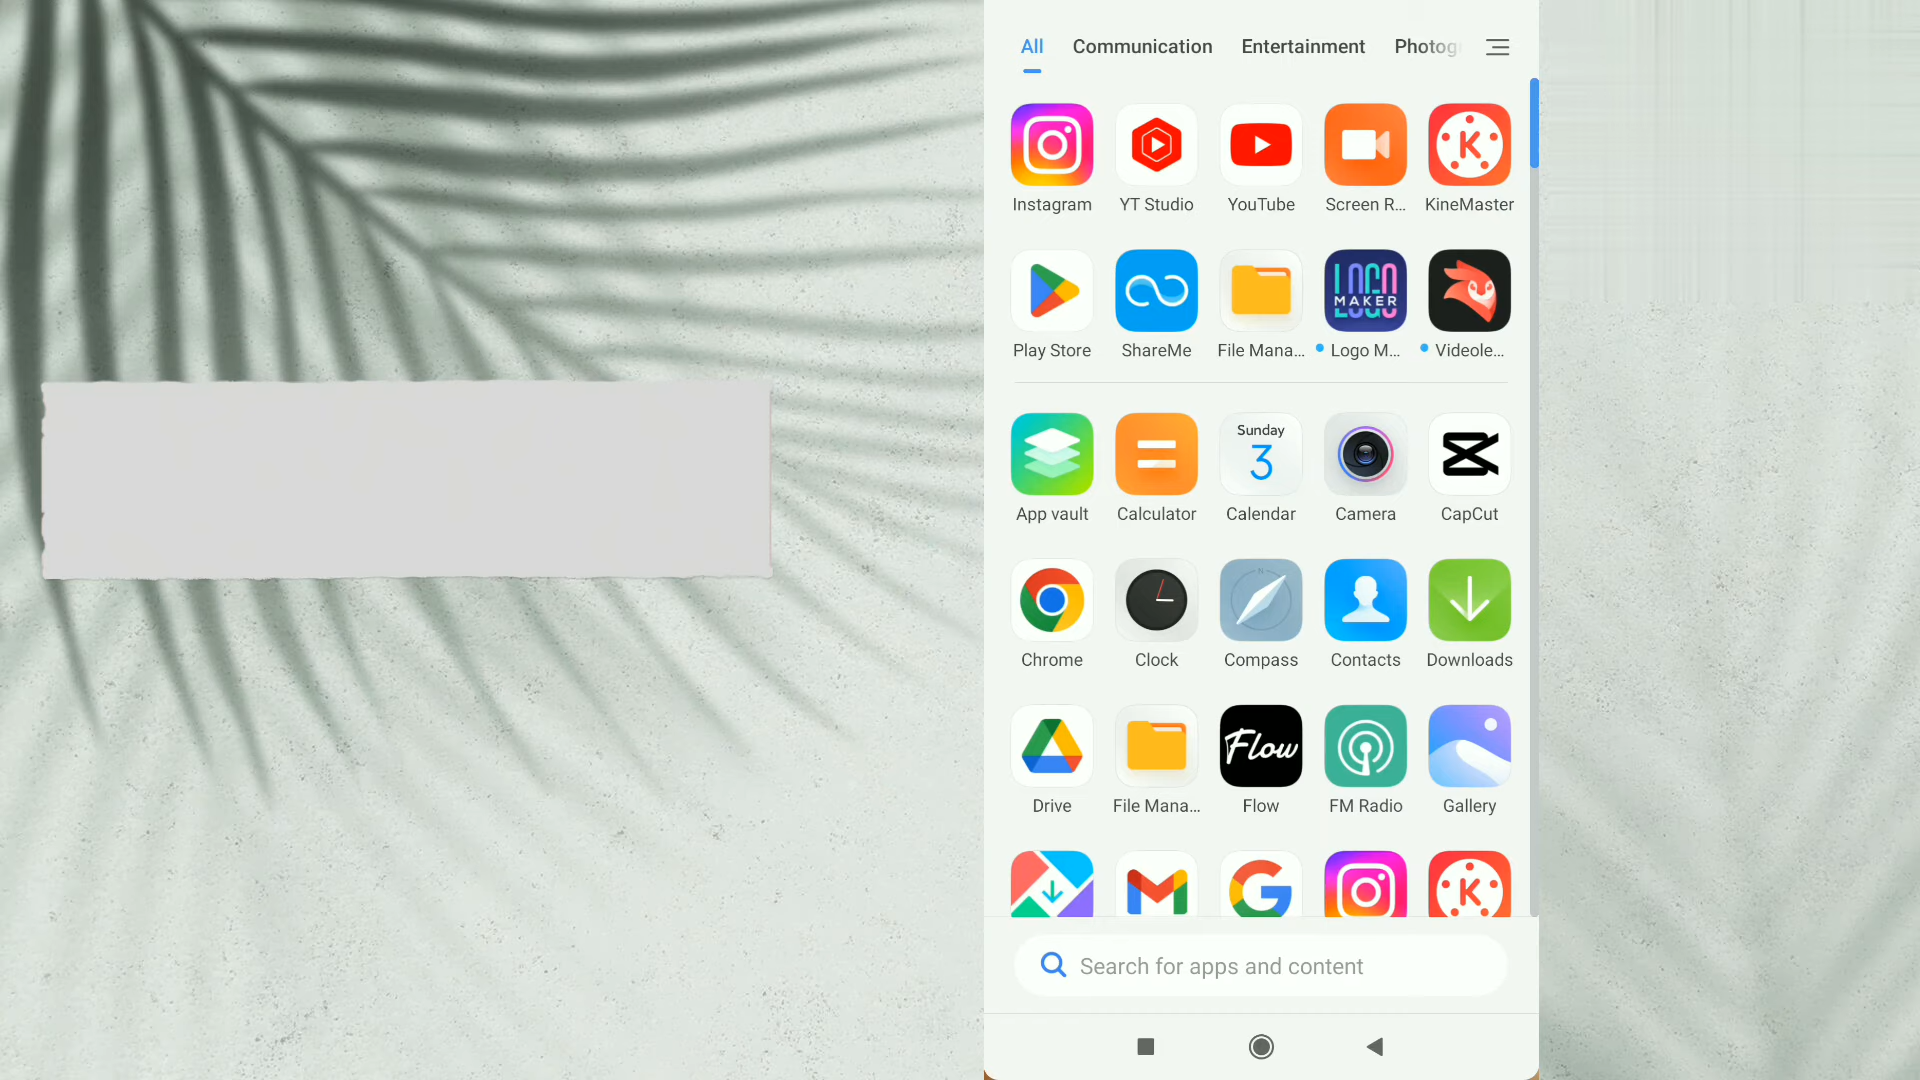 All Communication Entertainment Photog
Instagram YT Studio YouTube Screen R... KineMaster
LOGO
MAKER
Play Store ShareMe File Mana... Logo M... Videole...
Sunday
3
App vault Calculator Calendar Camera CapCut
Chrome Clock Compass Contacts Downloads
Flow
Drive File Mana... Flow FM Radio Gallery
Search for apps and content